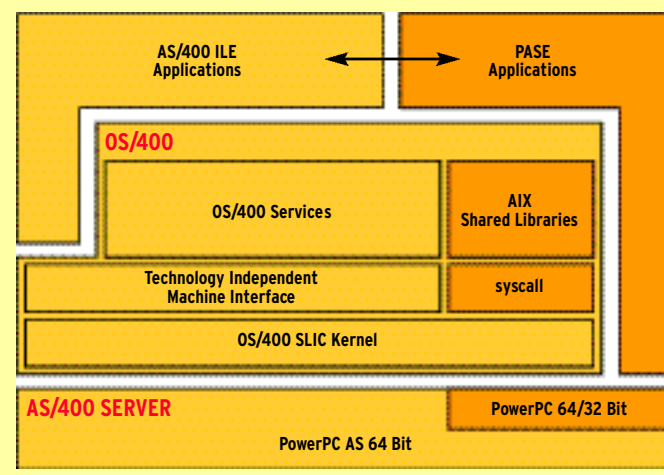 AS/400 ILE
Applications
PASE
Applications
OS/400
OS/400 Services
AIX
Shared Libraries
Technology Independent
Machine Interface
syscall
OS/400 SLIC Kernel
AS/400 SERVER
PowerPC 64/32 Bit
PowerPC AS 64 Bit